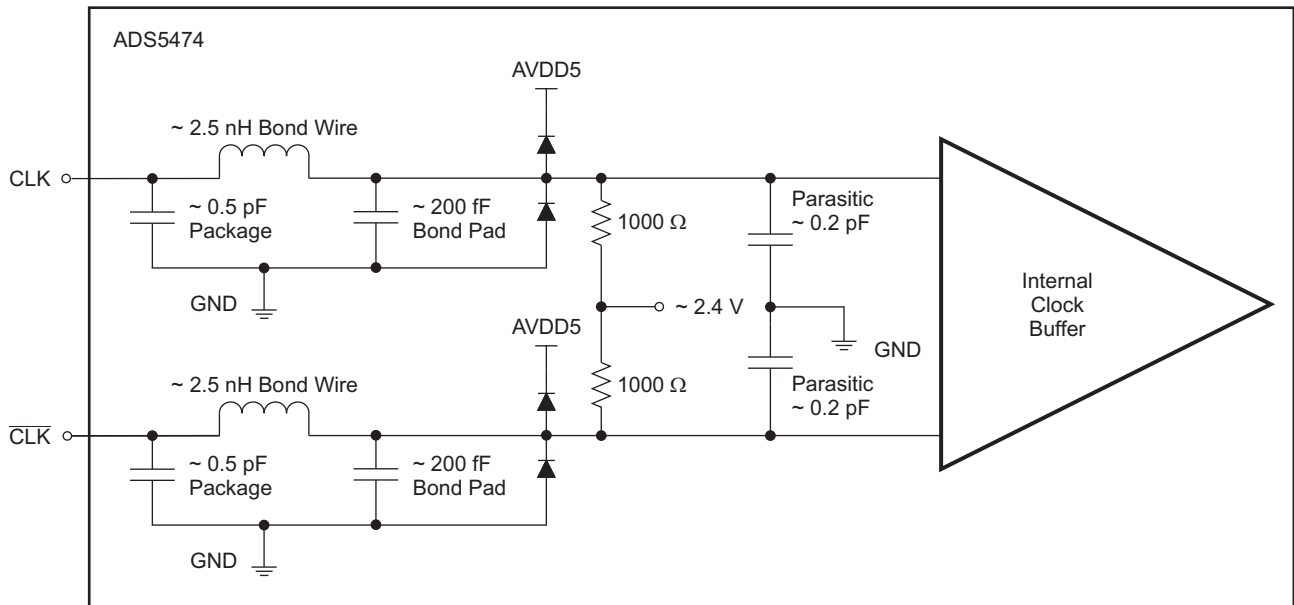 ADS5474
AVDD5
~ 2.5 nH Bond Wire
CLK
~ 0.5 pF
Package
~ 200 fF
Bond Pad
1000 Ω
Parasitic
~ 0.2 pF
GND
~ 2.4 V
Internal
Clock
Buffer
AVDD5
GND
~ 2.5 nH Bond Wire
1000 Ω
Parasitic
~ 0.2 pF
C̅L̅K̅
~ 0.5 pF
Package
~ 200 fF
Bond Pad
GND